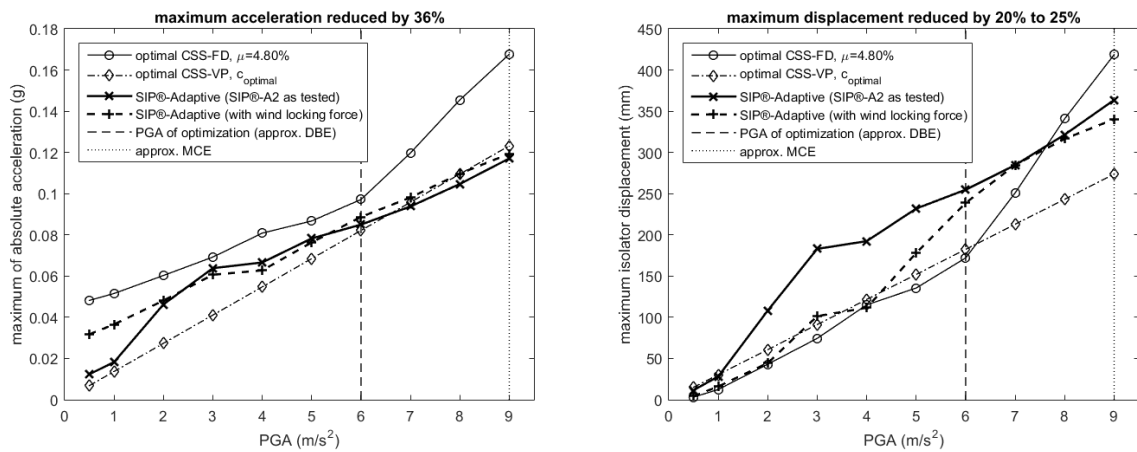 maximum acceleration reduced by 36%
maximum of absolute acceleration (g)
0.18
0.16
0.14
0.12
0.1
0.08
0.06
0.04
0.02
0
optimal CSS-FD, μ=4.80%
optimal CSS-VP, c_optimal
SIP®-Adaptive (SIP®-A2 as tested)
SIP®-Adaptive (with wind locking force)
PGA of optimization (approx. DBE)
approx. MCE
0 1 2 3 4 5 6 7 8 9
PGA (m/s²)
maximum displacement reduced by 20% to 25%
maximum isolator displacement (mm)
450
400
350
300
250
200
150
100
50
0
optimal CSS-FD, μ=4.80%
optimal CSS-VP, c_optimal
SIP®-Adaptive (SIP®-A2 as tested)
SIP®-Adaptive (with wind locking force)
PGA of optimization (approx. DBE)
approx. MCE
0 1 2 3 4 5 6 7 8 9
PGA (m/s²)